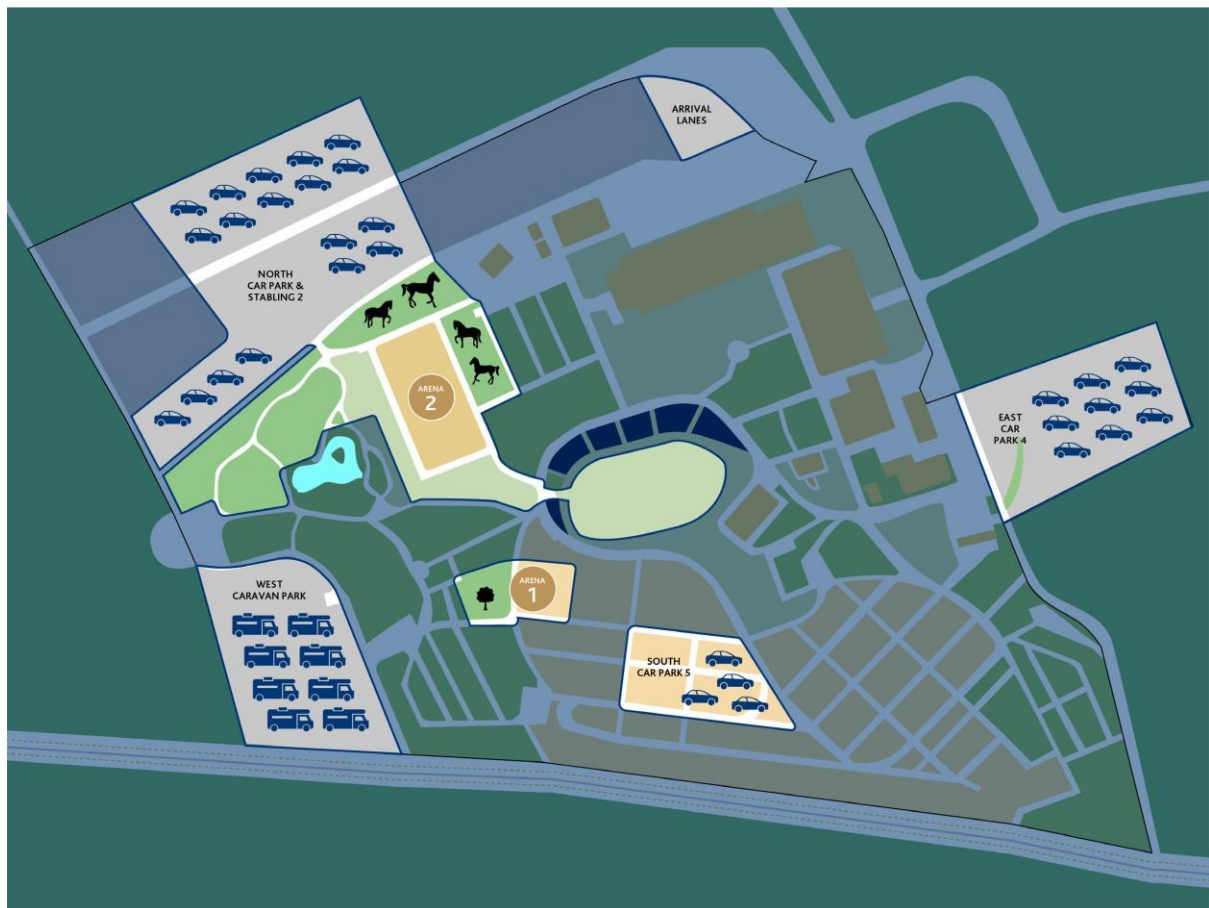 ARRIVAL
LANES
NORTH
CAR PARK &
STABLING 2
ARENA
2
EAST
CAR
PARK 4
WEST
CARAVAN PARK
ARENA
1
SOUTH
CAR PARK 5